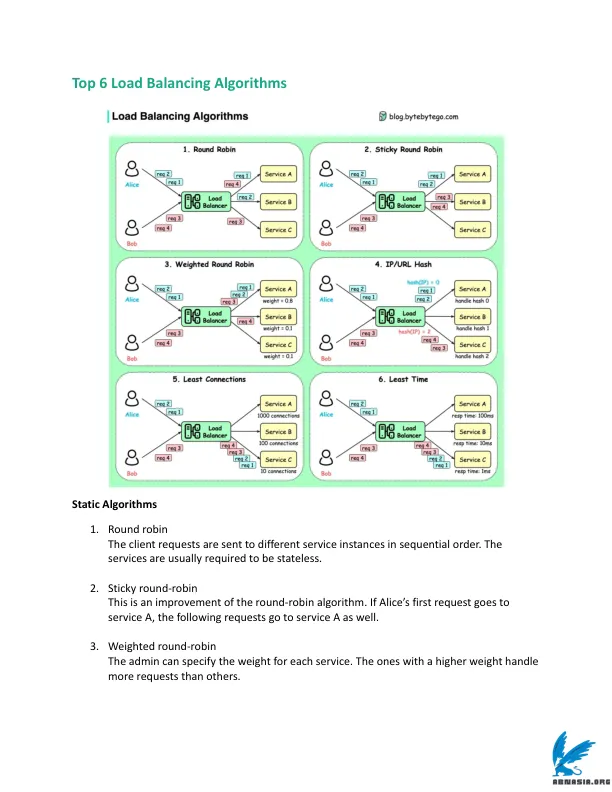 Top 6 Load Balancing Algorithms
Load Balancing Algorithms
blog.bytebytego.com
1. Round Robin
req 2
req 1
Alice
req 3
req 4
Bob
Load
Balancer
req 1
req 4
req 2
req 3
Service A
Service B
Service C
2. Sticky Round Robin
req 2
req 1
Alice
req 3
req 4
Bob
Load
Balancer
req 1
req 2
req 3
req 4
Service A
Service B
Service C
3. Weighted Round Robin
req 2
req 1
Alice
req 3
req 4
Bob
Load
Balancer
req 1
req 2
req 3
req 4
Service A
weight = 0.8
Service B
weight = 0.1
Service C
weight = 0.1
4. IP/URL Hash
req 2
req 1
Alice
req 3
req 4
Bob
Load
Balancer
hash(IP) = 0
req 1
req 2
hash(IP) = 2
req 4
req 3
Service A
handle hash 0
Service B
handle hash 1
Service C
handle hash 2
5. Least Connections
req 2
req 1
Alice
req 3
req 4
Bob
Load
Balancer
req 4
req 3
req 2
req 1
Service A
1000 connections
Service B
100 connections
Service C
10 connections
6. Least Time
req 2
req 1
Alice
req 3
req 4
Bob
Load
Balancer
req 4
req 3
req 2
req 1
Service A
resp time: 100ms
Service B
resp time: 10ms
Service C
resp time: 1ms
Static Algorithms
1. Round robin
The client requests are sent to different service instances in sequential order. The
services are usually required to be stateless.
2. Sticky round-robin
This is an improvement of the round-robin algorithm. If Alice’s first request goes to
service A, the following requests go to service A as well.
3. Weighted round-robin
The admin can specify the weight for each service. The ones with a higher weight handle
more requests than others.
ABNASIA.ORG